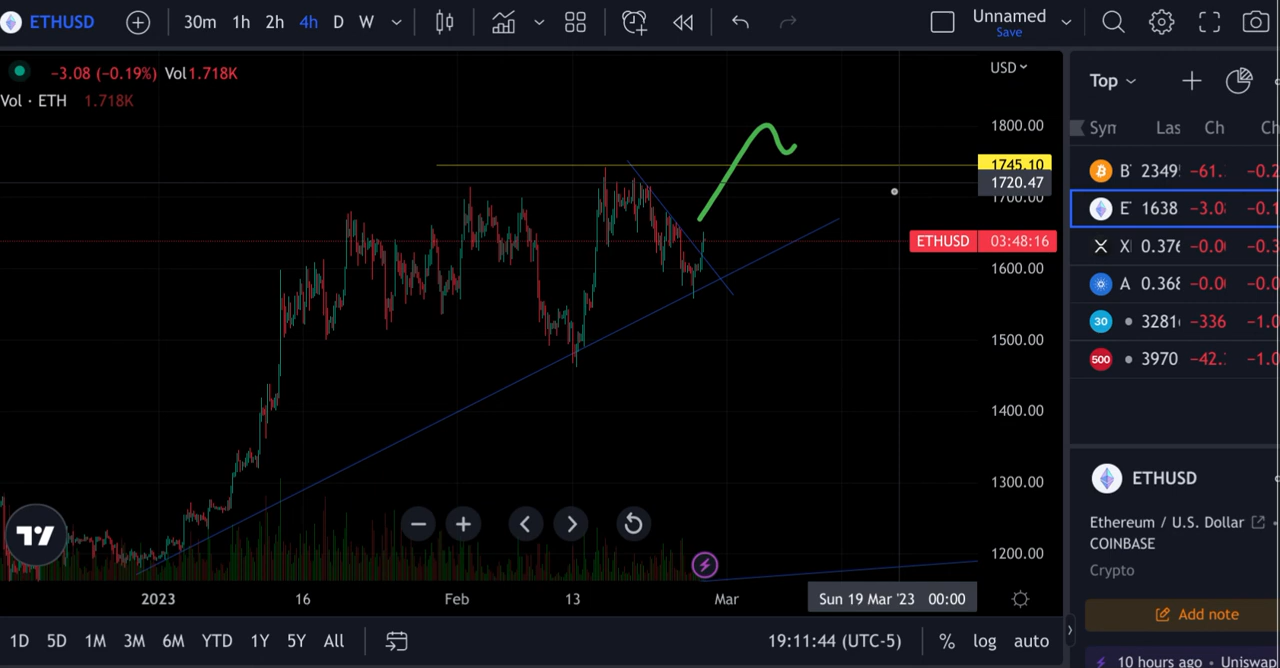 ETHUSD 30m 1h 2h 4h D W Unnamed
Save
−3.08 (−0.19%) Vol 1.718K
Vol · ETH 1.718K
USD
1800.00
1745.10
1720.47
1700.00
ETHUSD 03:48:16
1600.00
1500.00
1400.00
1300.00
1200.00
2023 16 Feb 13 Mar Sun 19 Mar '23 00:00
1D 5D 1M 3M 6M YTD 1Y 5Y All 19:11:44 (UTC-5) % log auto
Top
Las Ch
2349 −61. −0.2
1638 −3.0 −0.1
0.376 −0.0 −0.3
A 0.368 −0.0 −0.0
30 3281 −336 −1.0
500 3970 −42. −1.0
ETHUSD
Ethereum / U.S. Dollar
COINBASE
Crypto
Add note
10 hours ago · Uniswap